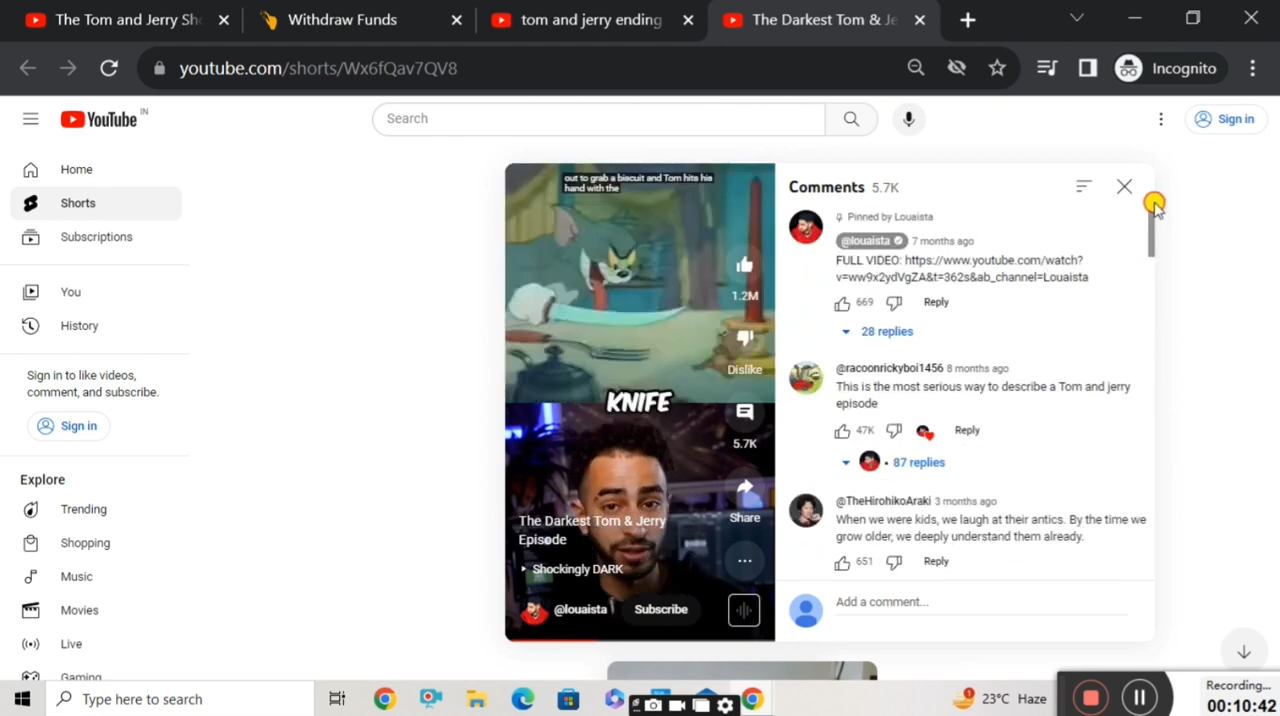 The Tom and Jerry Sh
Withdraw Funds
tom and jerry ending
The Darkest Tom & Je
youtube.com/shorts/Wx6fQav7QV8
Incognito
YouTube IN
Search
Sign in
Home
Shorts
Subscriptions
You
History
Sign in to like videos,
comment, and subscribe.
Sign in
Explore
Trending
Shopping
Music
Movies
Live
Gaming
out to grab a biscuit and Tom hits his
hand with the
1.2M
Dislike
KNIFE
5.7K
Share
The Darkest Tom & Jerry
Episode
Shockingly DARK
@louaista
Subscribe
Comments 5.7K
Pinned by Louaista
@louaista 7 months ago
FULL VIDEO: https://www.youtube.com/watch?
v=ww9x2ydVgZA&t=362s&ab_channel=Louaista
669 Reply
28 replies
@racoonrickyboi1456 8 months ago
This is the most serious way to describe a Tom and jerry
episode
47K Reply
87 replies
@TheHirohikoAraki 3 months ago
When we were kids, we laugh at their antics. By the time we
grow older, we deeply understand them already.
651 Reply
Add a comment...
Type here to search
1
23°C Haze
Recording...
00:10:42